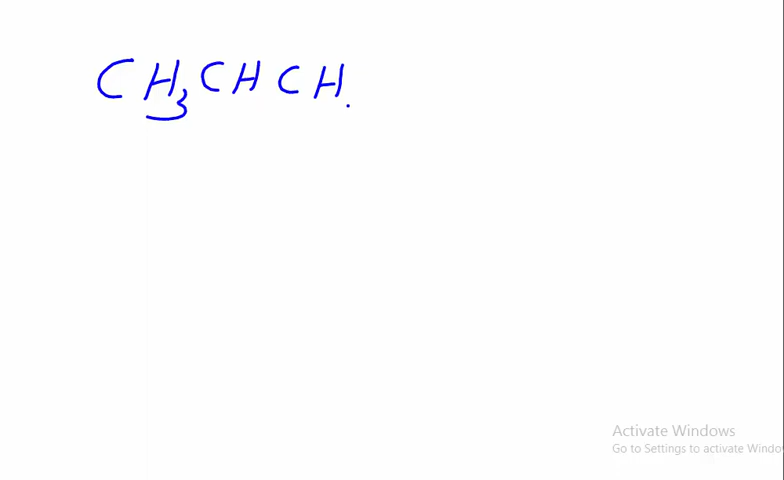 CH₃CHCH.
Activate Windows
Go to Settings to activate Windo